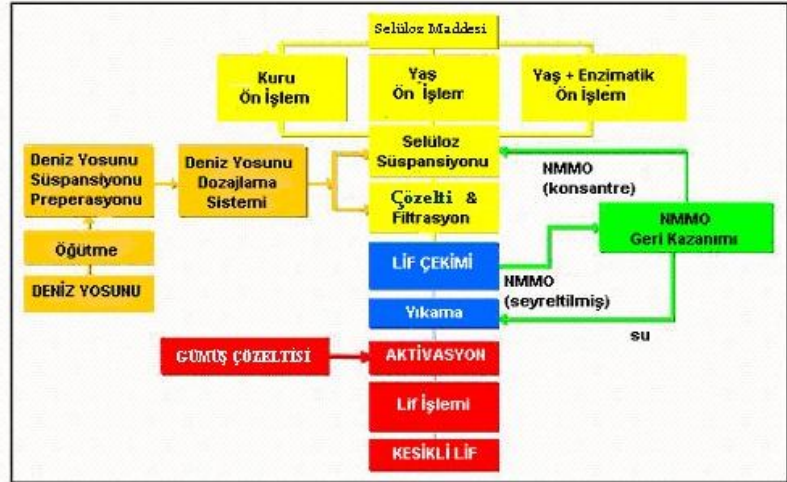 Selüloz Maddesi
Kuru
Ön İşlem
Yaş
Ön İşlem
Yaş + Enzimatik
Ön İşlem
Deniz Yosunu
Süspansiyonu
Preperasyonu
Deniz Yosunu
Dozajlama
Sistemi
Selüloz
Süspansiyonu
NMMO
(konsantre)
Çözelti &
Filtrasyon
NMMO
Geri Kazanımı
Öğütme
LİF ÇEKİMİ
NMMO
(seyreltilmiş)
DENİZ YOSUNU
Yıkama
su
GÜMÜŞ ÇÖZELTİSİ
AKTİVASYON
Lif İşlemi
KESİKLİ LİF